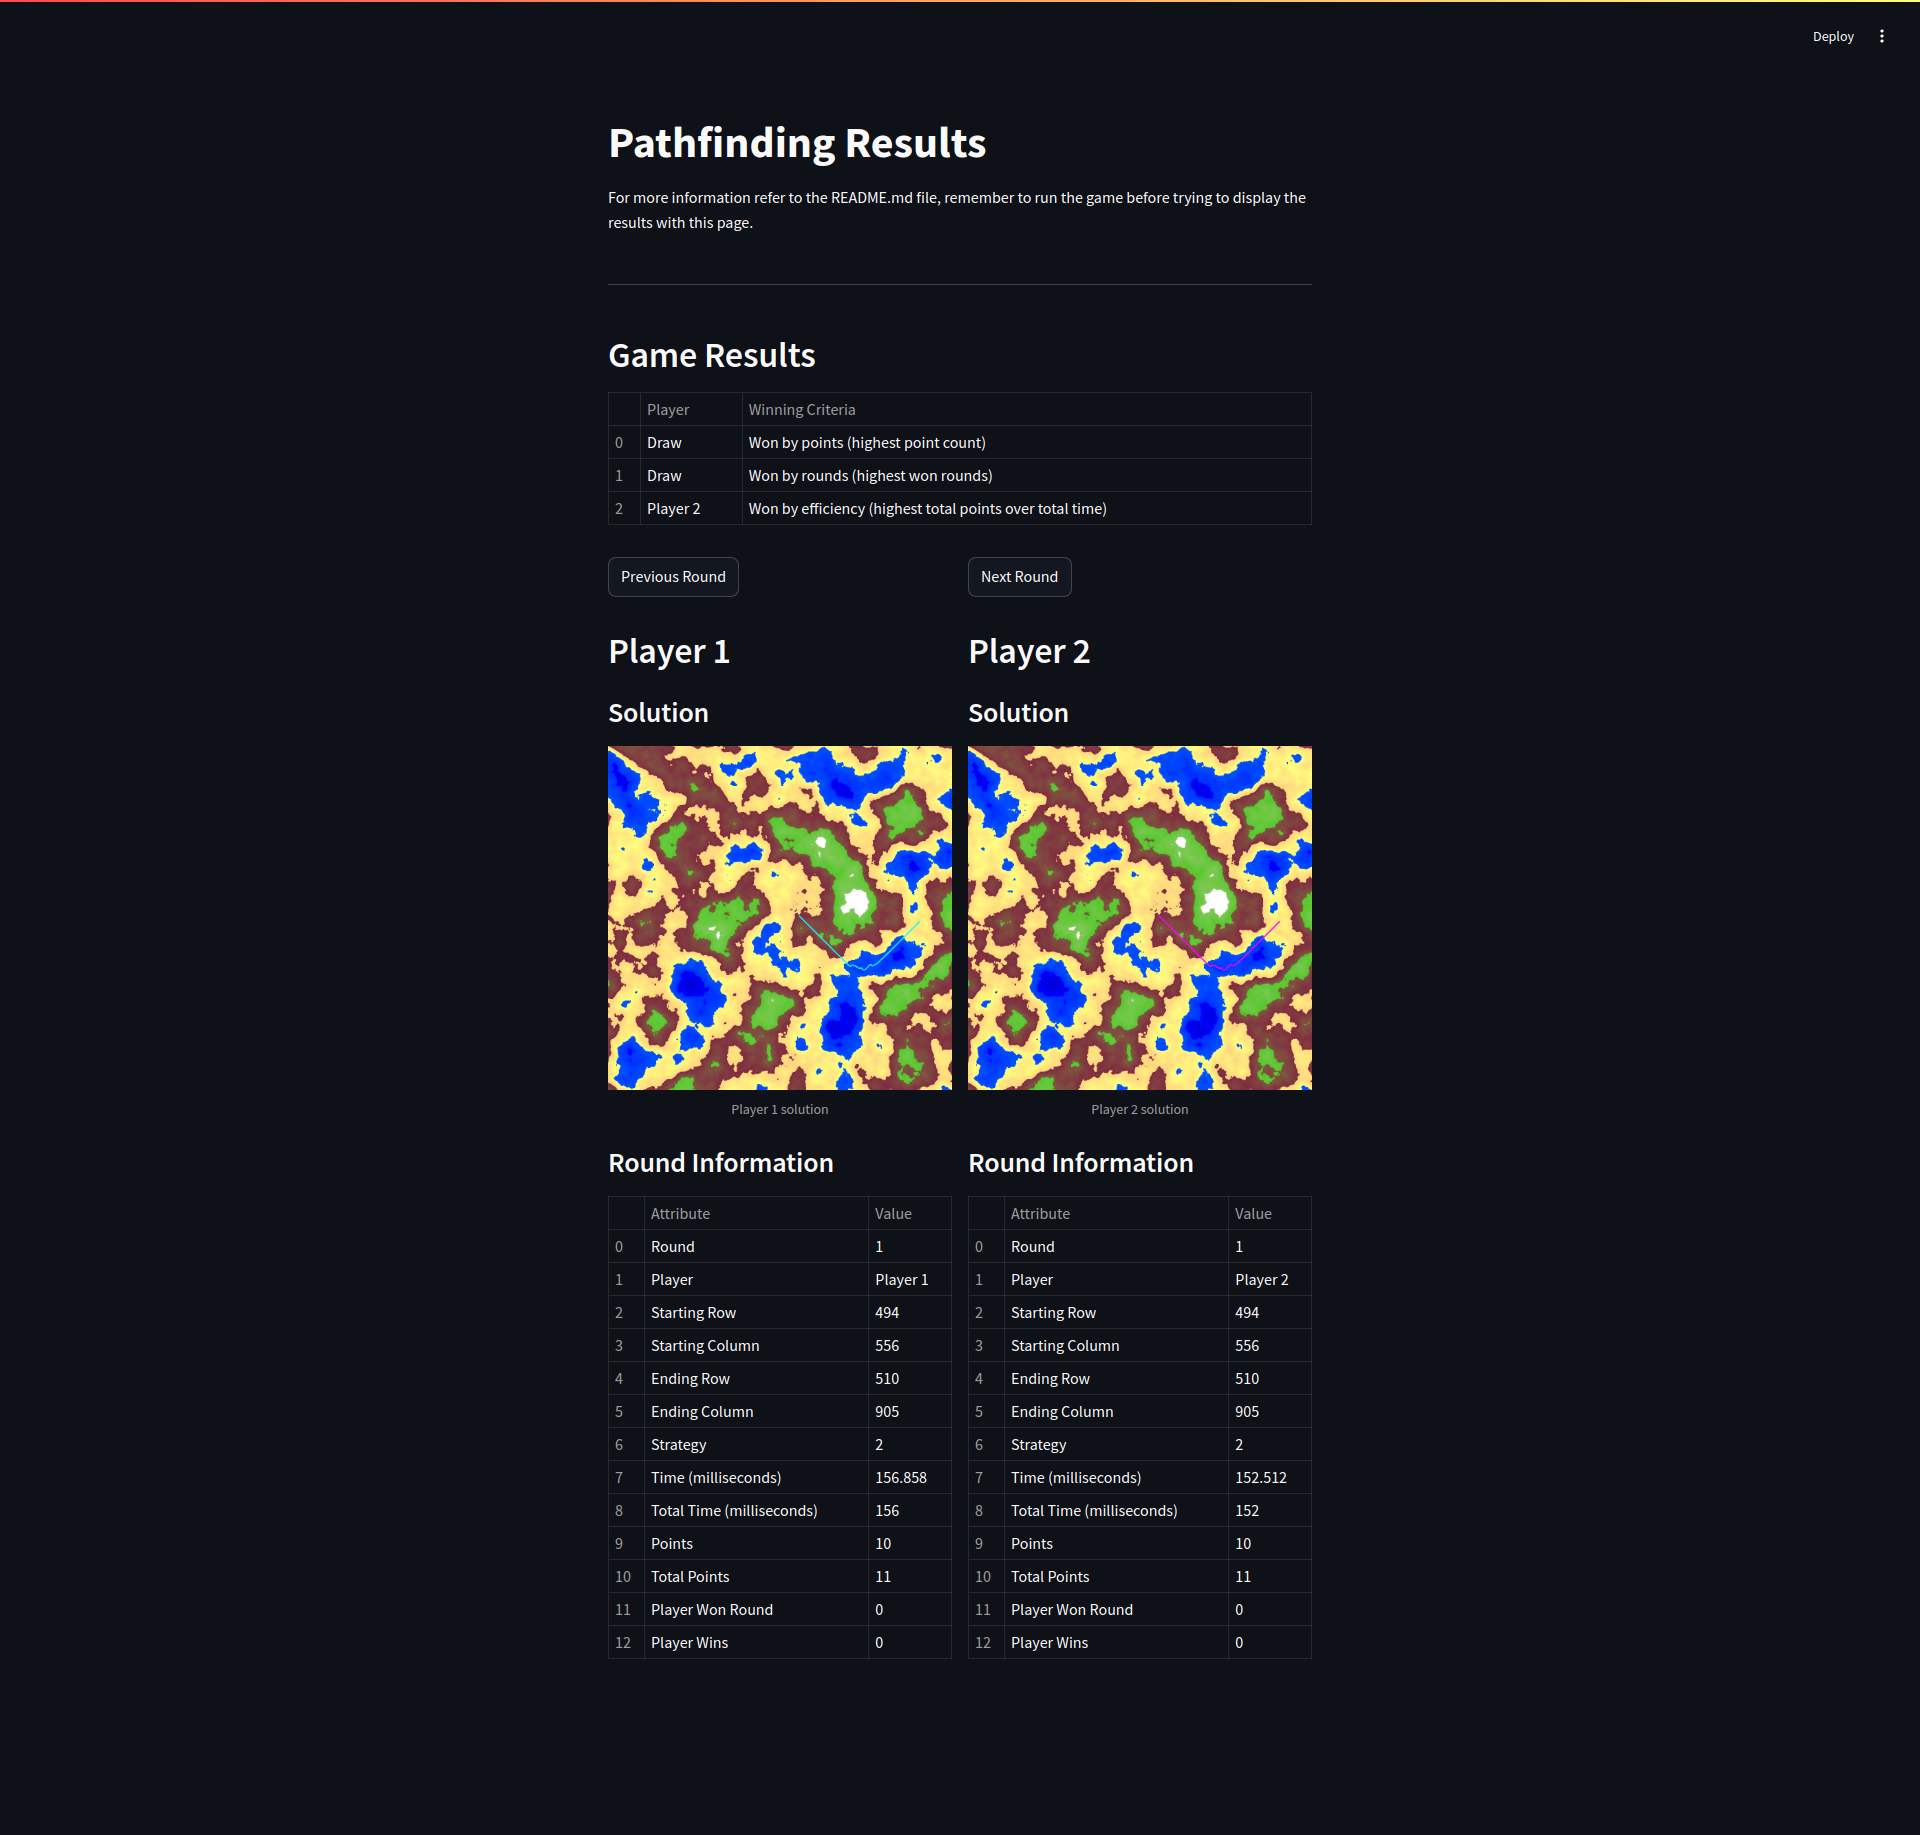 Deploy
Pathfinding Results
For more information refer to the README.md file, remember to run the game before trying to display the
results with this page.
Game Results
Player Winning Criteria
0 Draw Won by points (highest point count)
1 Draw Won by rounds (highest won rounds)
2 Player 2 Won by efficiency (highest total points over total time)
Previous Round Next Round
Player 1 Player 2
Solution Solution
Player 1 solution Player 2 solution
Round Information Round Information
Attribute Value Attribute Value
0 Round 1 0 Round 1
1 Player Player 1 1 Player Player 2
2 Starting Row 494 2 Starting Row 494
3 Starting Column 556 3 Starting Column 556
4 Ending Row 510 4 Ending Row 510
5 Ending Column 905 5 Ending Column 905
6 Strategy 2 6 Strategy 2
7 Time (milliseconds) 156.858 7 Time (milliseconds) 152.512
8 Total Time (milliseconds) 156 8 Total Time (milliseconds) 152
9 Points 10 9 Points 10
10 Total Points 11 10 Total Points 11
11 Player Won Round 0 11 Player Won Round 0
12 Player Wins 0 12 Player Wins 0